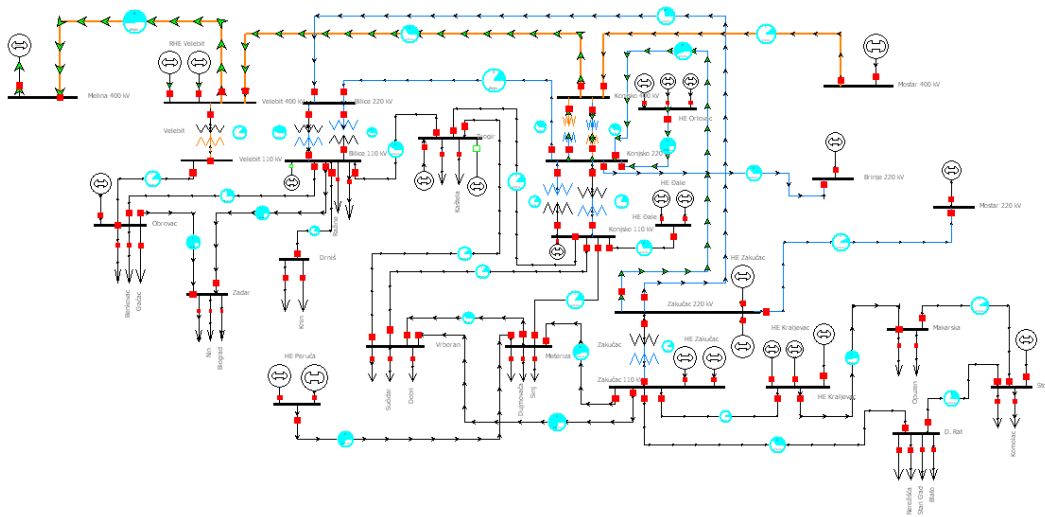 RHE Velebit
Melina 400 kV
Velebit 400 kV
Bilice 220 kV
Konjsko 400 kV
Mostar 400 kV
HE Orlovac
Velebit
Trogir
Velebit 110 kV
Bilice 110 kV
Konjsko 220
Brinje 220 kV
Mostar 220 kV
HE Đale
HE Đale
Kaštela
Obrovac
Ražine
Konjsko 110 kV
Drniš
HE Zakučac
Benkovac
Gračac
Zadar
Knin
Zakučac 220 kV
Nin
Biograd
Vrboran
Meterize
Zakučac
HE Zakučac
HE Kraljevac
Makarska
HE Peruća
Zakučac 110 kV
HE Kraljevac
Opuzen
Sto
Sućidar
Dobri
Dujmovača
Sinj
D. Rat
Komolac
Nerežišća
Stari Grad
Blato